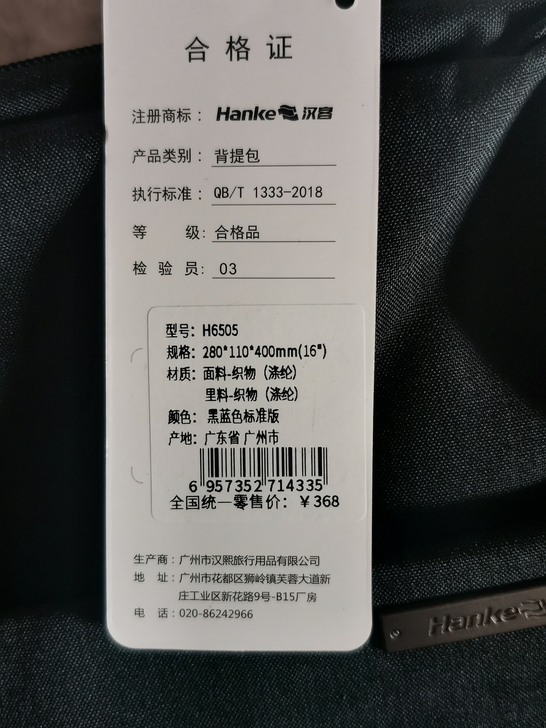 合格证
注册商标：Hanke 汉客
产品类别：背提包
执行标准：QB/T 1333-2018
等 级：合格品
检 验 员：03
型号：H6505
规格：280*110*400mm(16")
材质：面料-织物（涤纶）
里料-织物（涤纶）
颜色：黑蓝色标准版
产地：广东省 广州市
6 957352 714335
全国统一零售价：￥368
生产商：广州市汉熙旅行用品有限公司
地 址：广州市花都区狮岭镇芙蓉大道新
庄工业区新花路9号-B15厂房
电 话：020-86242966
Hanke